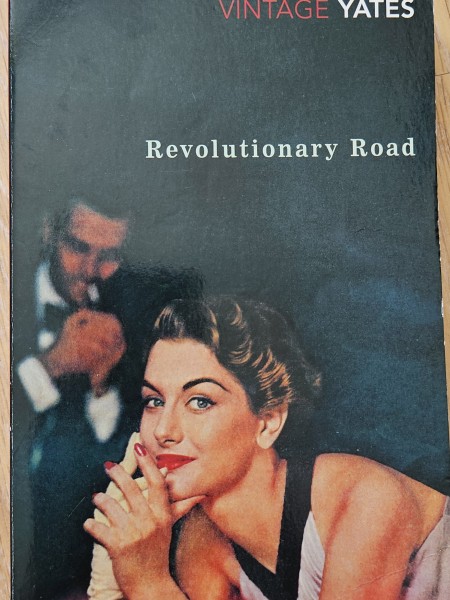 VINTAGE YATES
Revolutionary Road